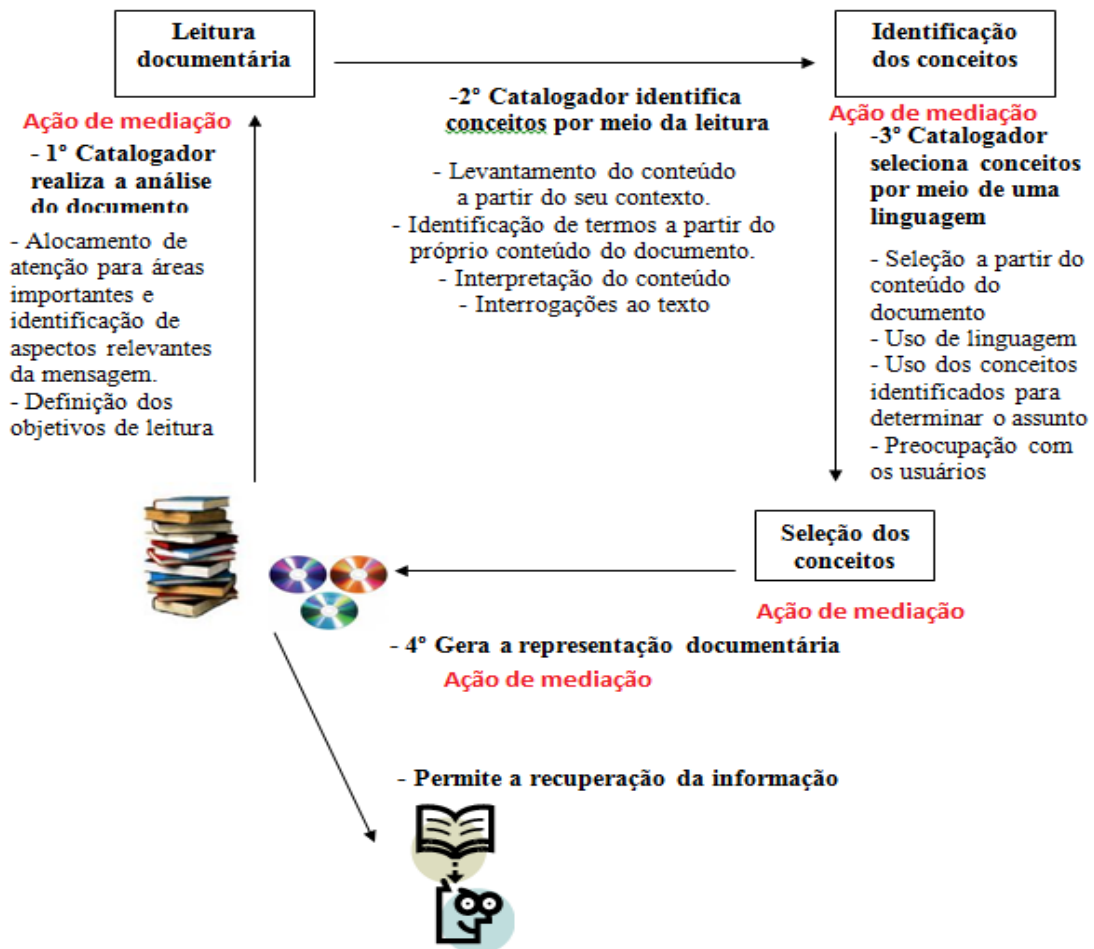 Leitura
documentária
Identificação
dos conceitos
Ação de mediação
- 1° Catalogador
realiza a análise
do documento
- Alocamento de
atenção para áreas
importantes e
identificação de
aspectos relevantes
da mensagem.
- Definição dos
objetivos de leitura
-2° Catalogador identifica
conceitos por meio da leitura
- Levantamento do conteúdo
a partir do seu contexto.
- Identificação de termos a partir do
próprio conteúdo do documento.
- Interpretação do conteúdo
- Interrogações ao texto
Ação de mediação
-3° Catalogador
seleciona conceitos
por meio de uma
linguagem
- Seleção a partir do
conteúdo do
documento
- Uso de linguagem
- Uso dos conceitos
identificados para
determinar o assunto
- Preocupação com
os usuários
Seleção dos
conceitos
Ação de mediação
- 4° Gera a representação documentária
Ação de mediação
- Permite a recuperação da informação